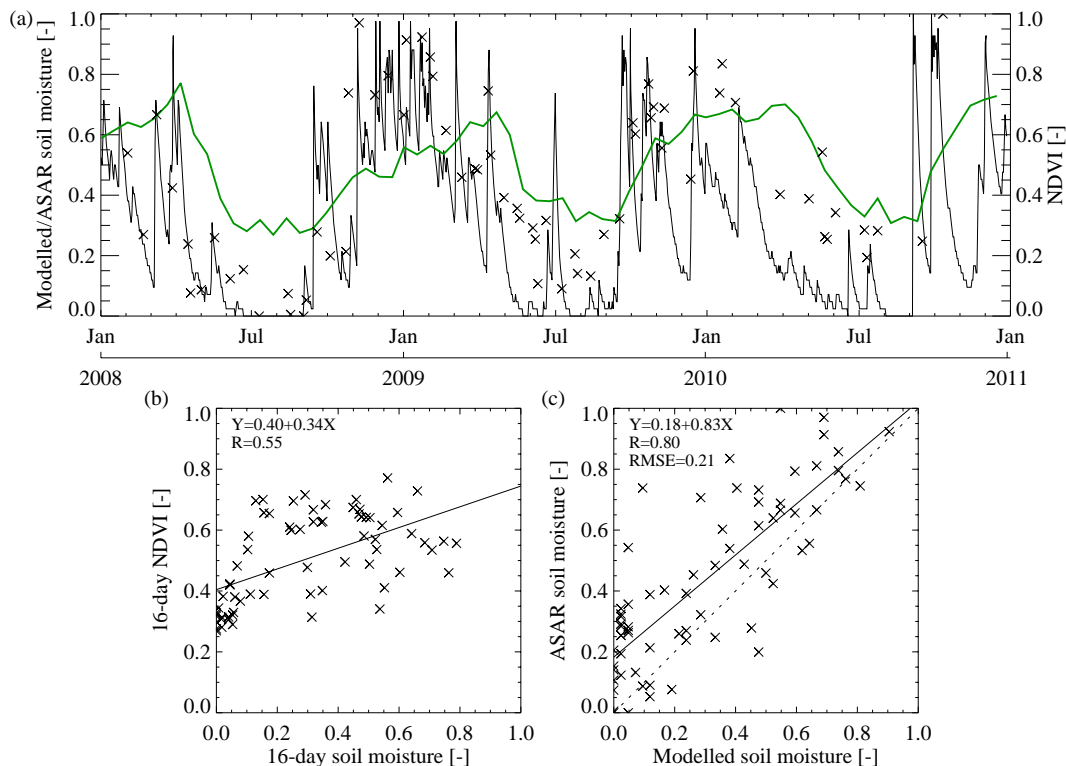 (a)
Modelled/ASAR soil moisture [-]
1.0
0.8
0.6
0.4
0.2
0.0
1.0
0.8
0.6
0.4
0.2
0.0
NDVI [-]
Jan Jul Jan Jul Jan Jul Jan
2008 2009 2010 2011
(b)
Y=0.40+0.34X
R=0.55
16-day NDVI [-]
1.0
0.8
0.6
0.4
0.2
0.0
0.0 0.2 0.4 0.6 0.8 1.0
16-day soil moisture [-]
(c)
Y=0.18+0.83X
R=0.80
RMSE=0.21
ASAR soil moisture [-]
1.0
0.8
0.6
0.4
0.2
0.0
0.0 0.2 0.4 0.6 0.8 1.0
Modelled soil moisture [-]